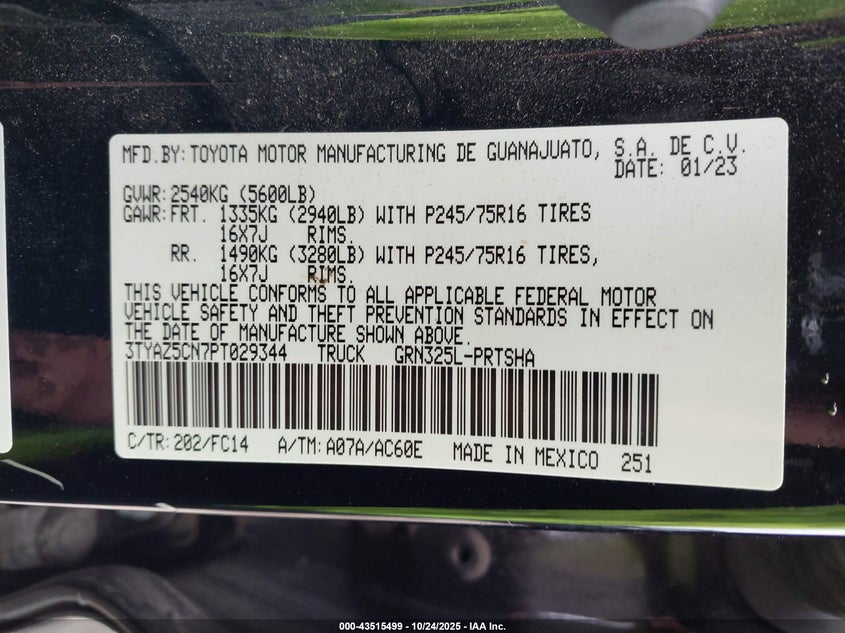 MFD.BY: TOYOTA MOTOR MANUFACTURING DE GUANAJUATO, S.A. DE C.V.
DATE: 01/23
GVWR: 2540KG (5600LB)
GAWR: FRT. 1335KG (2940LB) WITH P245/75R16 TIRES
16X7J RIMS.
RR. 1490KG (3280LB) WITH P245/75R16 TIRES,
16X7J RIMS.
THIS VEHICLE CONFORMS TO ALL APPLICABLE FEDERAL MOTOR
VEHICLE SAFETY AND THEFT PREVENTION STANDARDS IN EFFECT ON
THE DATE OF MANUFACTURE SHOWN ABOVE.
3TYAZ5CN7PT029344 TRUCK GRN325L-PRTSHA
C/TR: 202/FC14 A/TM: A07A/AC60E MADE IN MEXICO 251
000-43515499 - 10/24/2025 - IAA Inc.